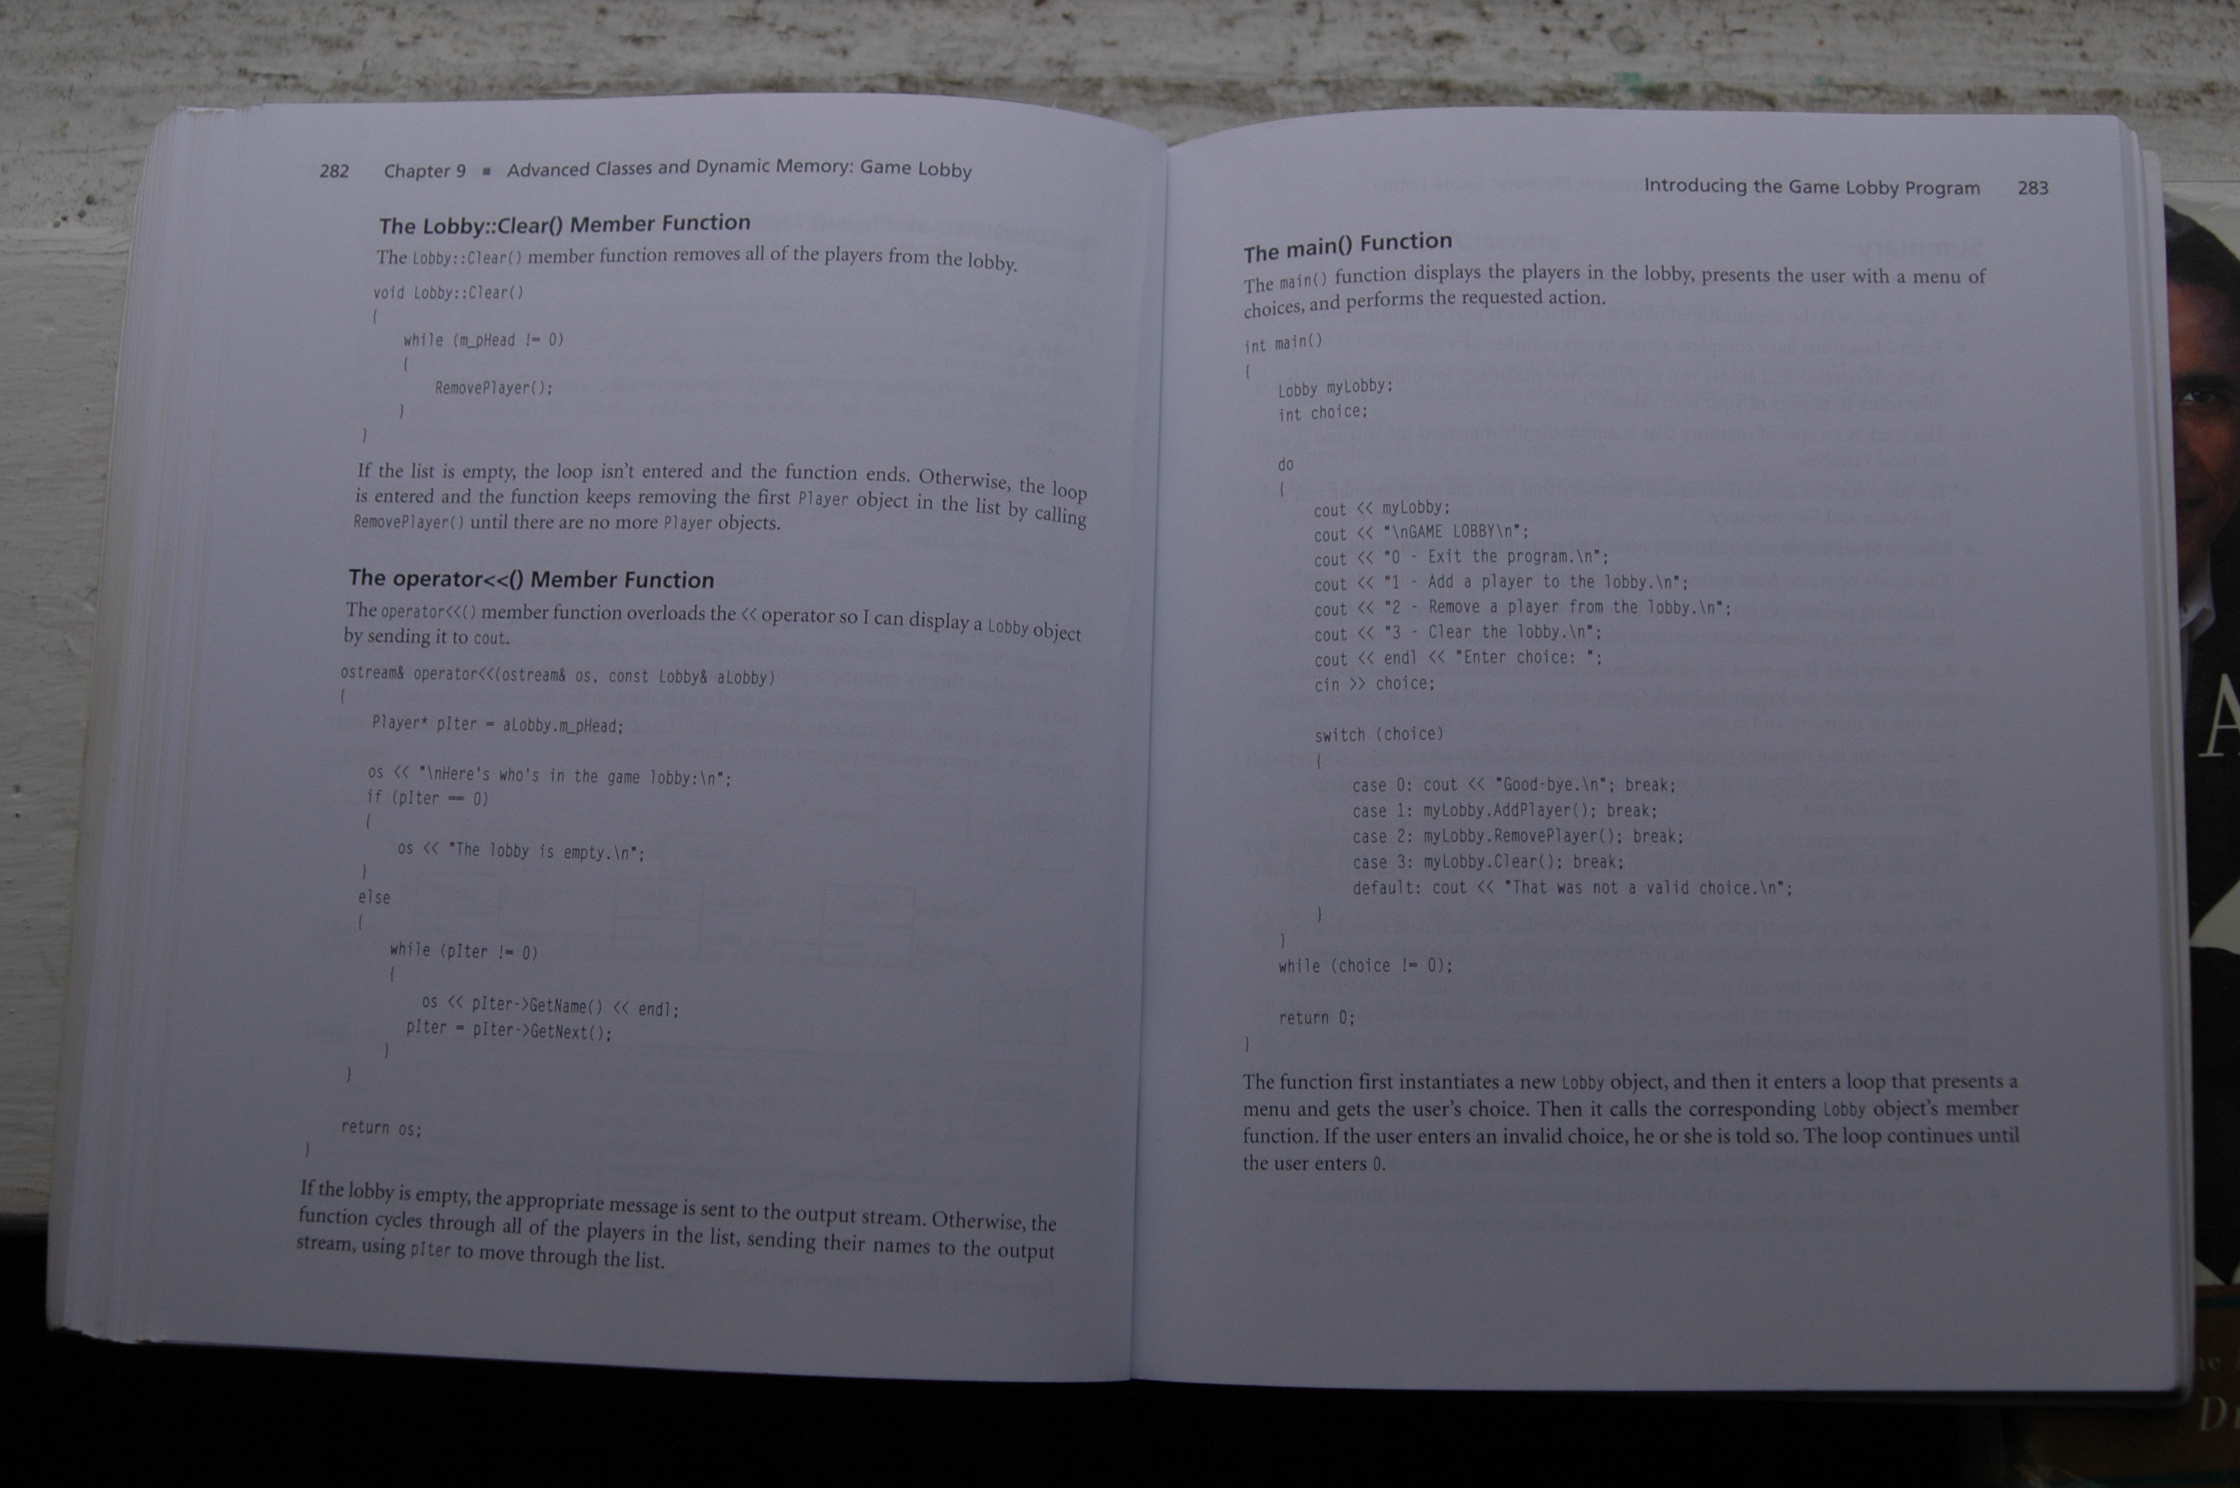 282 Chapter 9 ■ Advanced Classes and Dynamic Memory: Game Lobby
The Lobby::Clear() Member Function
The Lobby::Clear() member function removes all of the players from the lobby.
void Lobby::Clear()
{
while (m_pHead != 0)
{
RemovePlayer();
}
}
If the list is empty, the loop isn't entered and the function ends. Otherwise, the loop
is entered and the function keeps removing the first Player object in the list by calling
RemovePlayer() until there are no more Player objects.
The operator<<() Member Function
The operator<<() member function overloads the << operator so I can display a Lobby object
by sending it to cout.
ostream& operator<<(ostream& os, const Lobby& aLobby)
{
Player* pIter = aLobby.m_pHead;
os << "\nHere's who's in the game lobby:\n";
if (pIter == 0)
{
os << "The lobby is empty.\n";
}
else
{
while (pIter != 0)
{
os << pIter->GetName() << endl;
pIter = pIter->GetNext();
}
}
return os;
}
If the lobby is empty, the appropriate message is sent to the output stream. Otherwise, the
function cycles through all of the players in the list, sending their names to the output
stream, using pIter to move through the list.
Introducing the Game Lobby Program 283
The main() Function
The main() function displays the players in the lobby, presents the user with a menu of
choices, and performs the requested action.
int main()
{
Lobby myLobby;
int choice;
do
{
cout << myLobby;
cout << "\nGAME LOBBY\n";
cout << "0 - Exit the program.\n";
cout << "1 - Add a player to the lobby.\n";
cout << "2 - Remove a player from the lobby.\n";
cout << "3 - Clear the lobby.\n";
cout << endl << "Enter choice: ";
cin >> choice;
switch (choice)
{
case 0: cout << "Good-bye.\n"; break;
case 1: myLobby.AddPlayer(); break;
case 2: myLobby.RemovePlayer(); break;
case 3: myLobby.Clear(); break;
default: cout << "That was not a valid choice.\n";
}
}
while (choice != 0);
return 0;
}
The function first instantiates a new Lobby object, and then it enters a loop that presents a
menu and gets the user's choice. Then it calls the corresponding Lobby object's member
function. If the user enters an invalid choice, he or she is told so. The loop continues until
the user enters 0.